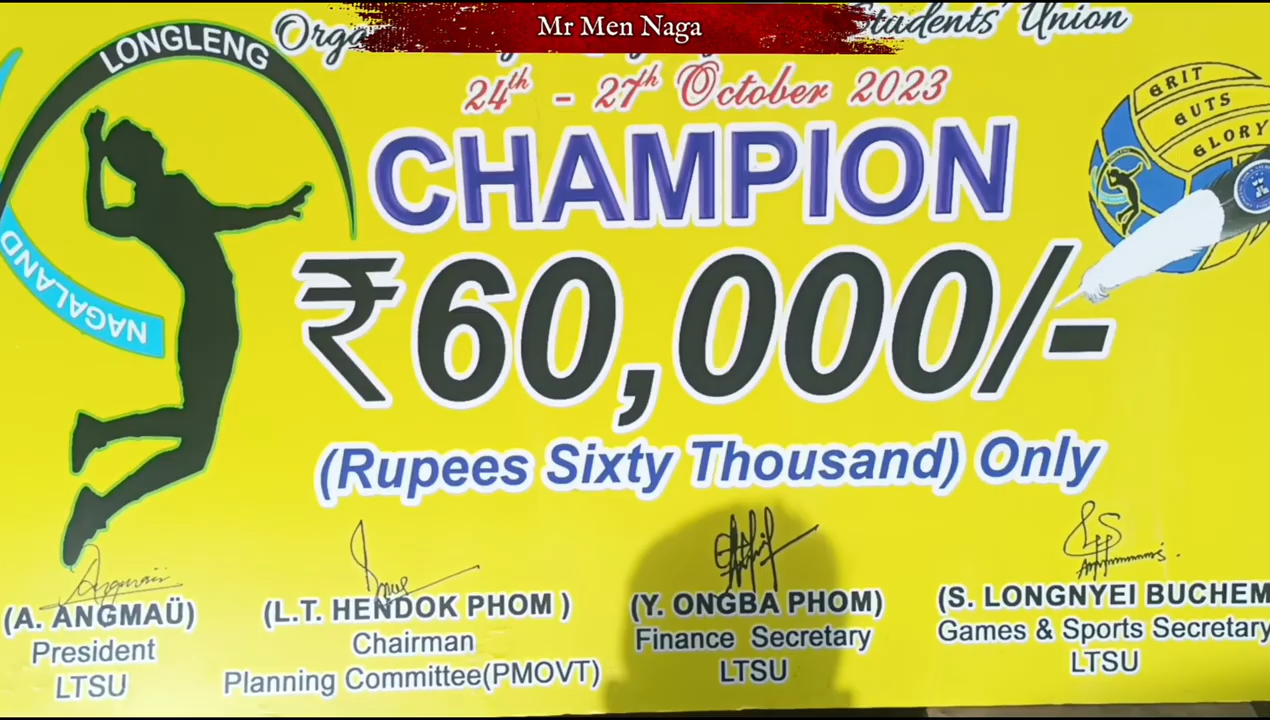 Mr Men Naga
Students' Union
24th - 27th October 2023
LONGLENG
NAGALAND
GRIT
GUTS
GLORY
CHAMPION
₹60,000/-
(Rupees Sixty Thousand) Only
(A. ANGMAÜ)
President
LTSU
(L.T. HENDOK PHOM )
Chairman
Planning Committee(PMOVT)
(Y. ONGBA PHOM)
Finance Secretary
LTSU
(S. LONGNYEI BUCHEM
Games & Sports Secretary
LTSU